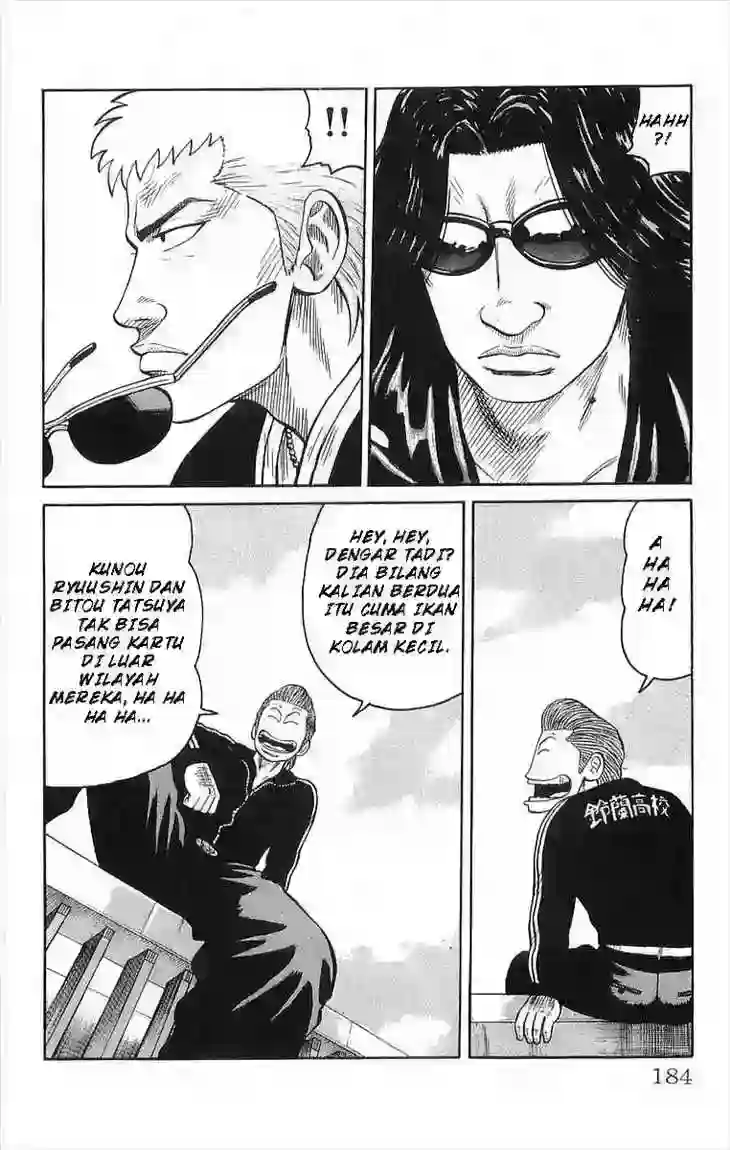 HAHH
?!
!!
A
HA
HA
HA!
鈴蘭高校
HEY, HEY,
DENGAR TADI?
DIA BILANG
KALIAN BERDUA
ITU CUMA IKAN
BESAR DI
KOLAM KECIL.
KUNOU
RYUUSHIN DAN
BITOU TATSUYA
TAK BISA
PASANG KARTU
DI LUAR
WILAYAH
MEREKA, HA HA
HA HA...
184